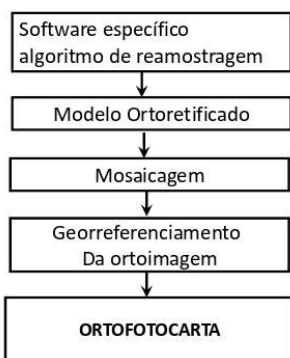 Software específico
algoritmo de reamostragem
Modelo Ortoretificado
Mosaicagem
Georreferenciamento
Da ortoimagem
ORTOFOTOCARTA